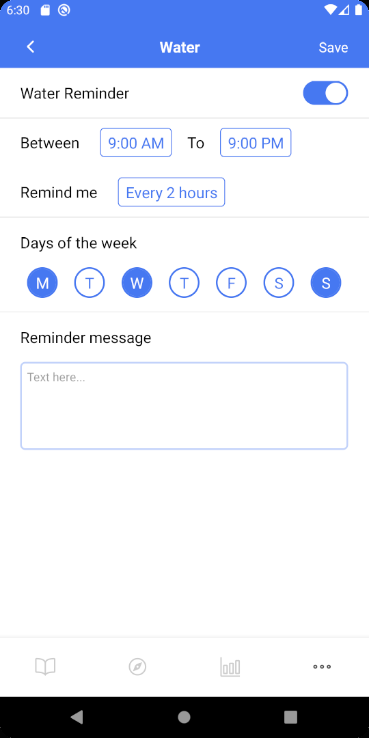 6:30
Water Save
Water Reminder
Between 9:00 AM To 9:00 PM
Remind me Every 2 hours
Days of the week
M T W T F S S
Reminder message
Text here...